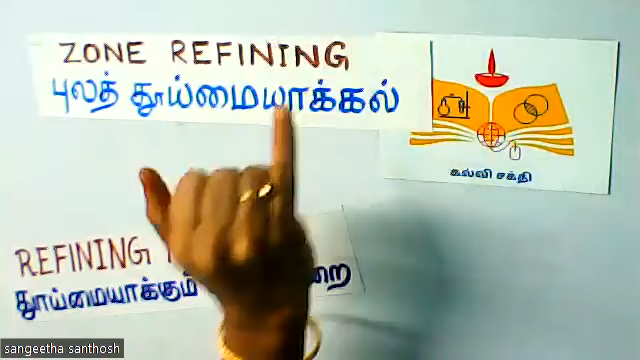 ZONE REFINING
புலத் தூய்மையாக்கல்
கல்வி சக்தி
REFINING
தூய்மையாக்கும்
sangeetha santhosh